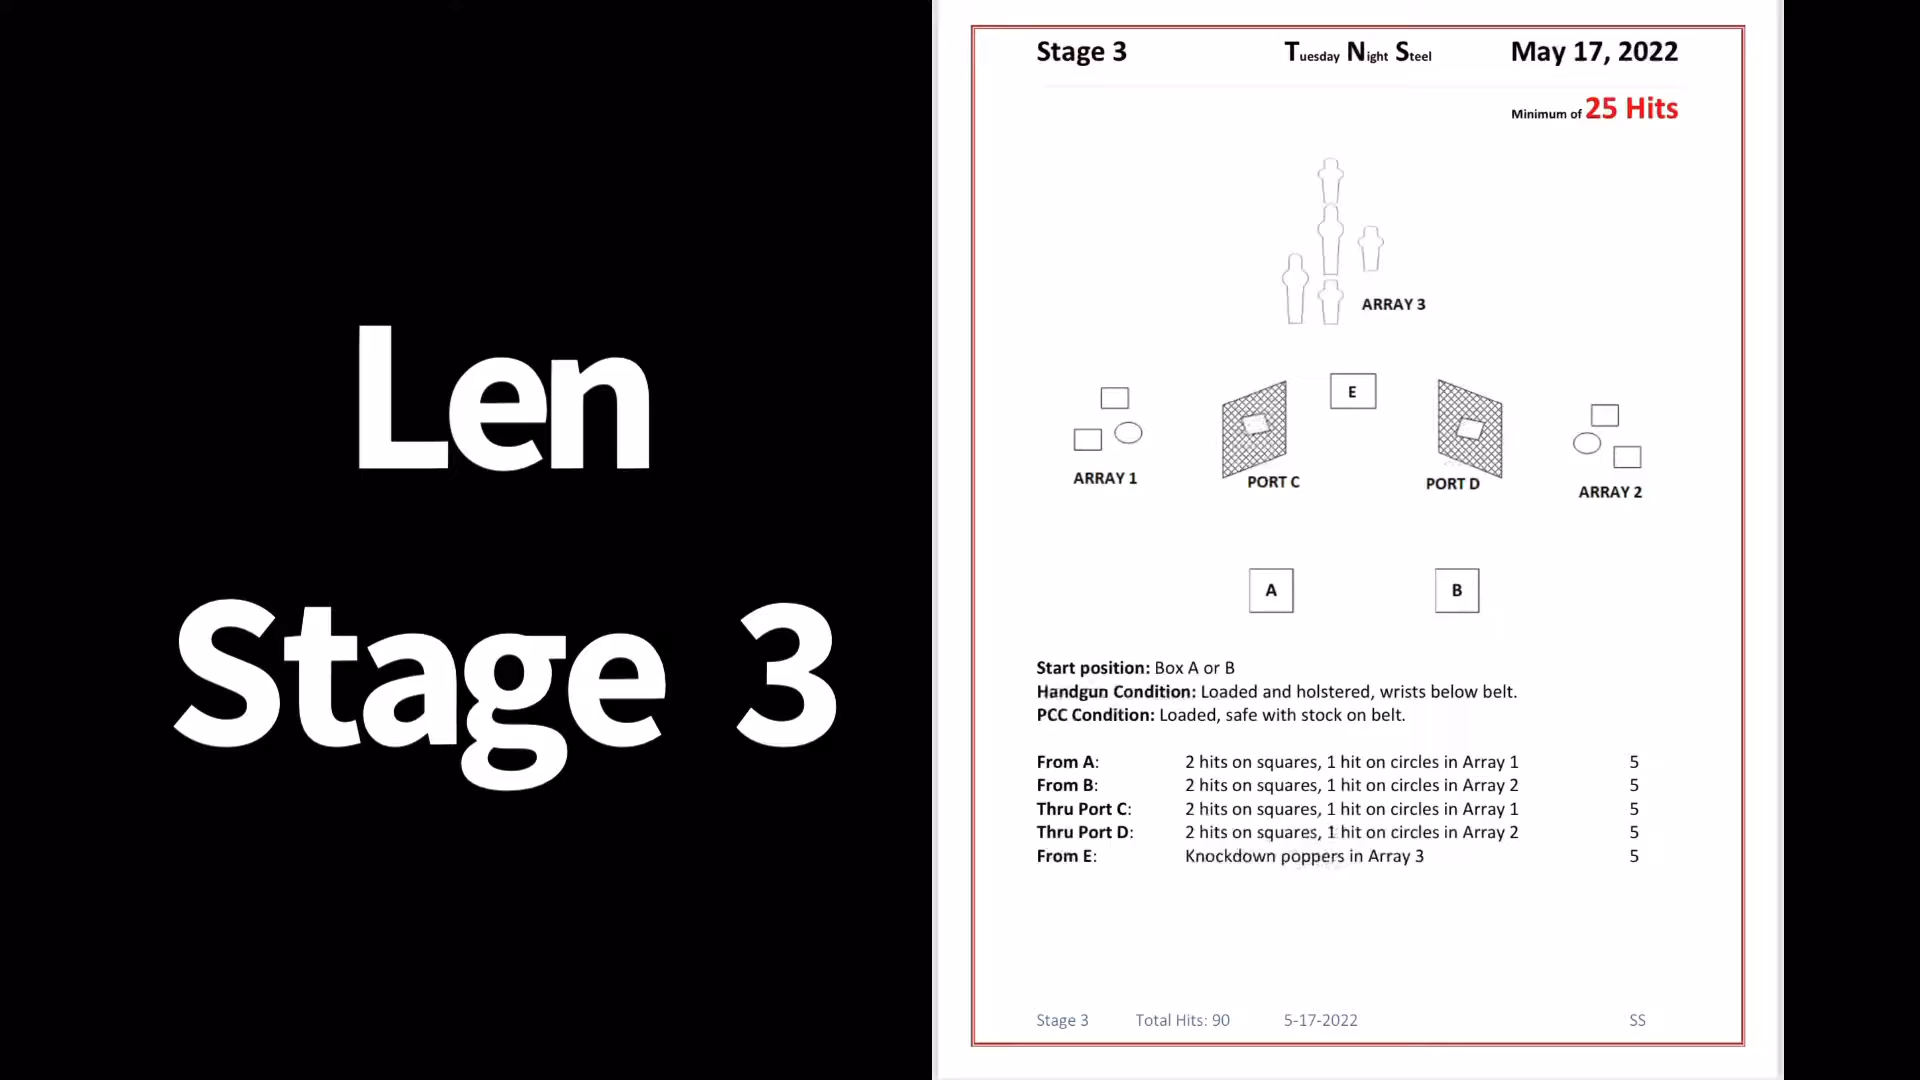 Len
Stage 3
Stage 3 Tuesday Night Steel May 17, 2022
Minimum of 25 Hits
ARRAY 3
E
ARRAY 1
PORT C
PORT D
ARRAY 2
A
B
Start position: Box A or B
Handgun Condition: Loaded and holstered, wrists below belt.
PCC Condition: Loaded, safe with stock on belt.
From A: 2 hits on squares, 1 hit on circles in Array 1 5
From B: 2 hits on squares, 1 hit on circles in Array 2 5
Thru Port C: 2 hits on squares, 1 hit on circles in Array 1 5
Thru Port D: 2 hits on squares, 1 hit on circles in Array 2 5
From E: Knockdown poppers in Array 3 5
Stage 3 Total Hits: 90 5-17-2022 SS